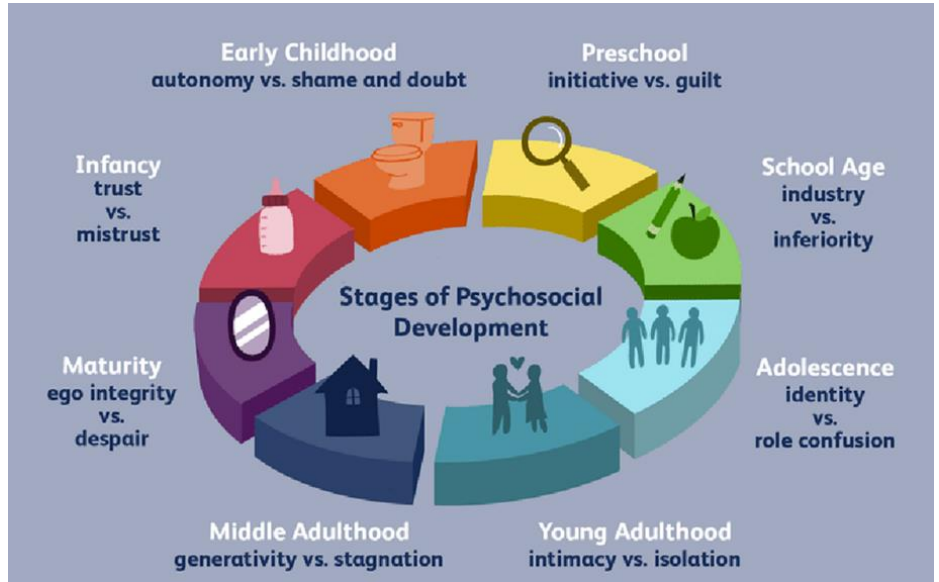 Early Childhood
autonomy vs. shame and doubt
Preschool
initiative vs. guilt
Infancy
trust
vs.
mistrust
School Age
industry
vs.
inferiority
Stages of Psychosocial
Development
Maturity
ego integrity
vs.
despair
Adolescence
identity
vs.
role confusion
Middle Adulthood
generativity vs. stagnation
Young Adulthood
intimacy vs. isolation